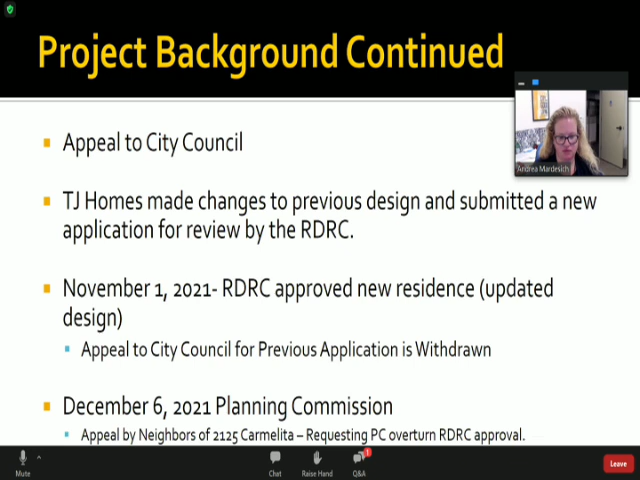 Project Background Continued
Appeal to City Council
TJ Homes made changes to previous design and submitted a new
application for review by the RDRC.
November 1, 2021- RDRC approved new residence (updated
design)
Appeal to City Council for Previous Application is Withdrawn
December 6, 2021 Planning Commission
Appeal by Neighbors of 2125 Carmelita – Requesting PC overturn RDRC approval.
Andrea Mardesich
Mute
Chat
Raise Hand
Q&A
1
Leave